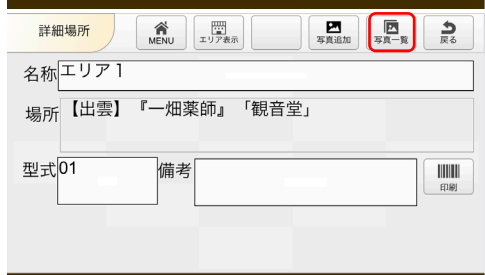 詳細場所
MENU
エリア表示
写真追加
写真一覧
戻る
名称 エリア1
場所 【出雲】『一畑薬師』「観音堂」
型式 01 備考
印刷